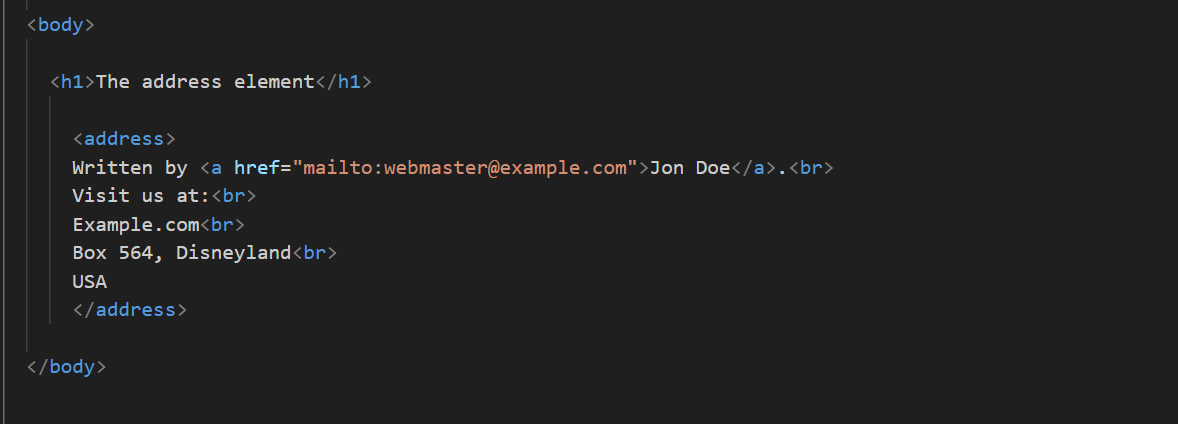 <body>
<h1>The address element</h1>
<address>
Written by <a href="mailto:webmaster@example.com">Jon Doe</a>.<br>
Visit us at:<br>
Example.com<br>
Box 564, Disneyland<br>
USA
</address>
</body>